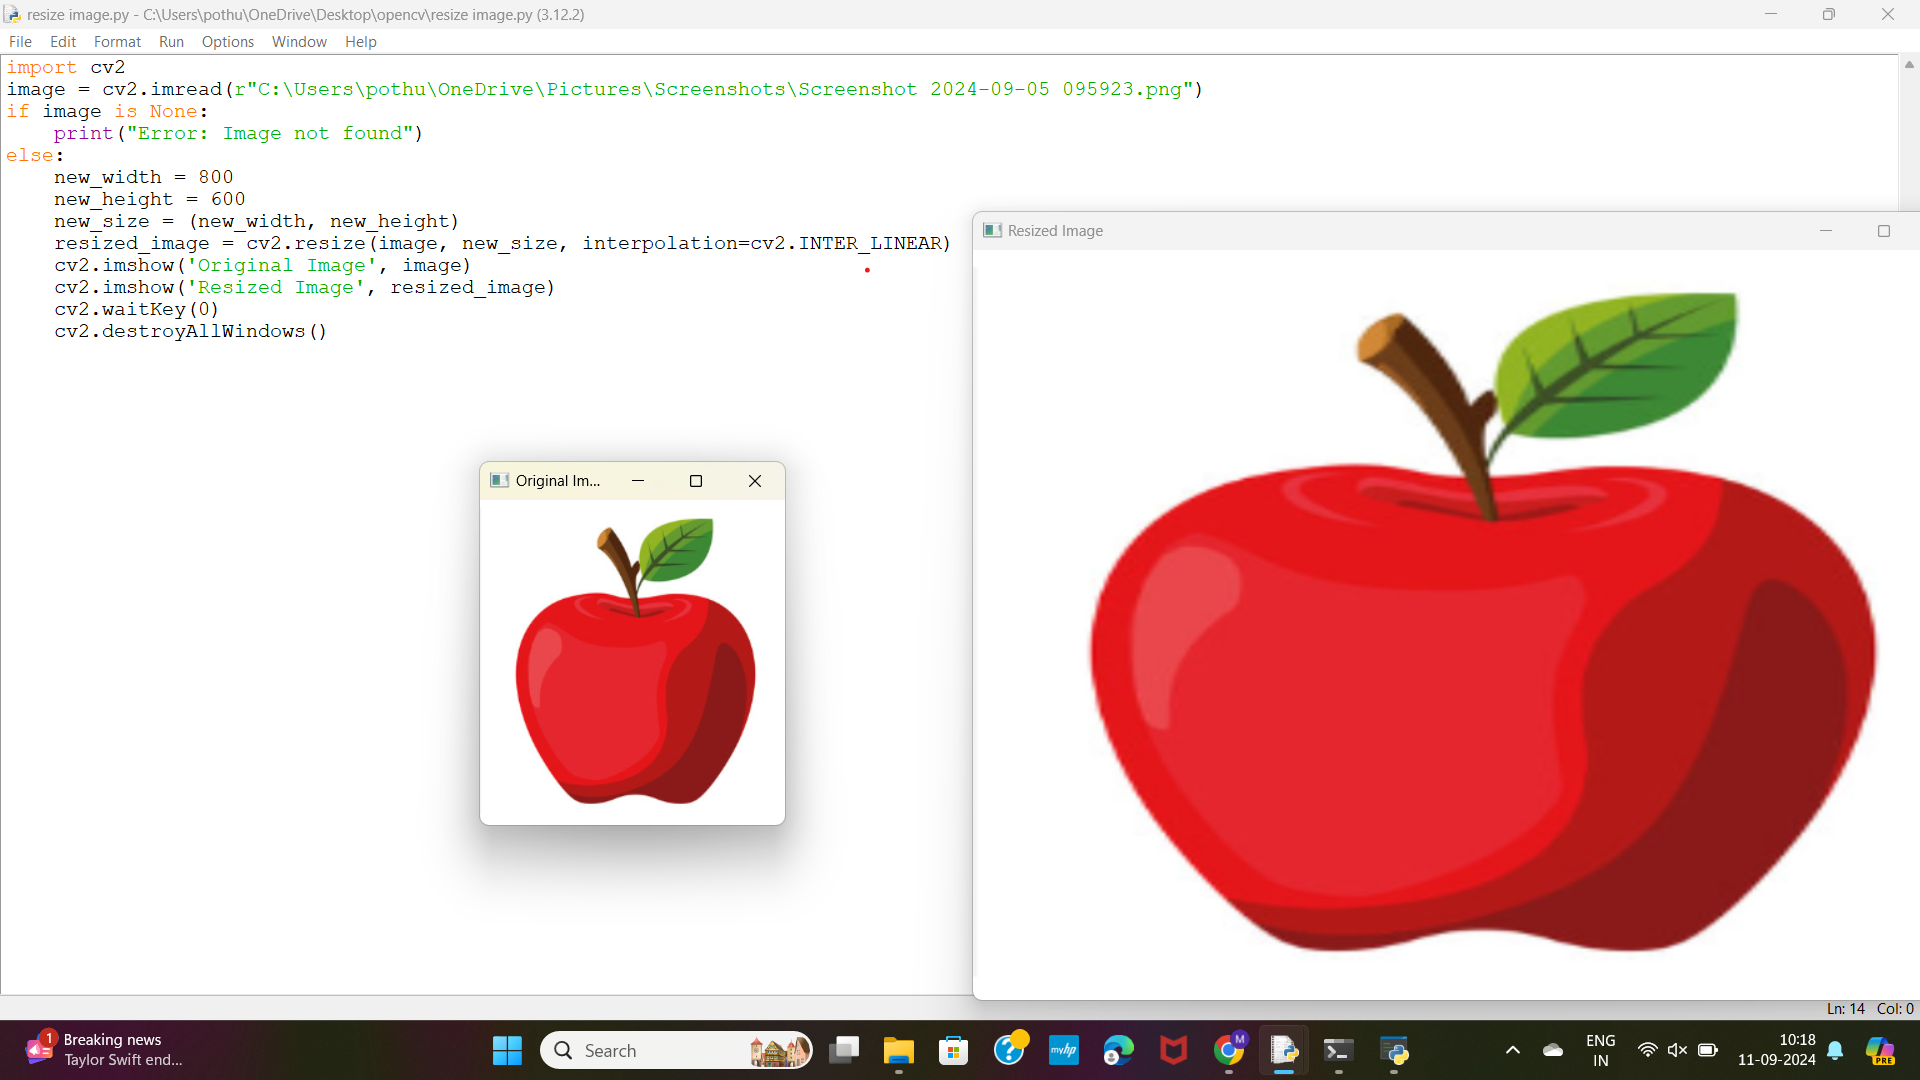 resize image.py - C:\Users\pothu\OneDrive\Desktop\opencv\resize image.py (3.12.2)
File Edit Format Run Options Window Help
import cv2
image = cv2.imread(r"C:\Users\pothu\OneDrive\Pictures\Screenshots\Screenshot 2024-09-05 095923.png")
if image is None:
    print("Error: Image not found")
else:
    new_width = 800
    new_height = 600
    new_size = (new_width, new_height)
    resized_image = cv2.resize(image, new_size, interpolation=cv2.INTER_LINEAR)
    cv2.imshow('Original Image', image)
    cv2.imshow('Resized Image', resized_image)
    cv2.waitKey(0)
    cv2.destroyAllWindows()
Resized Image
Original Im...
Ln: 14 Col: 0
1
Breaking news
Taylor Swift end...
Search
myhp
M
ENG
IN
10:18
11-09-2024
PRE